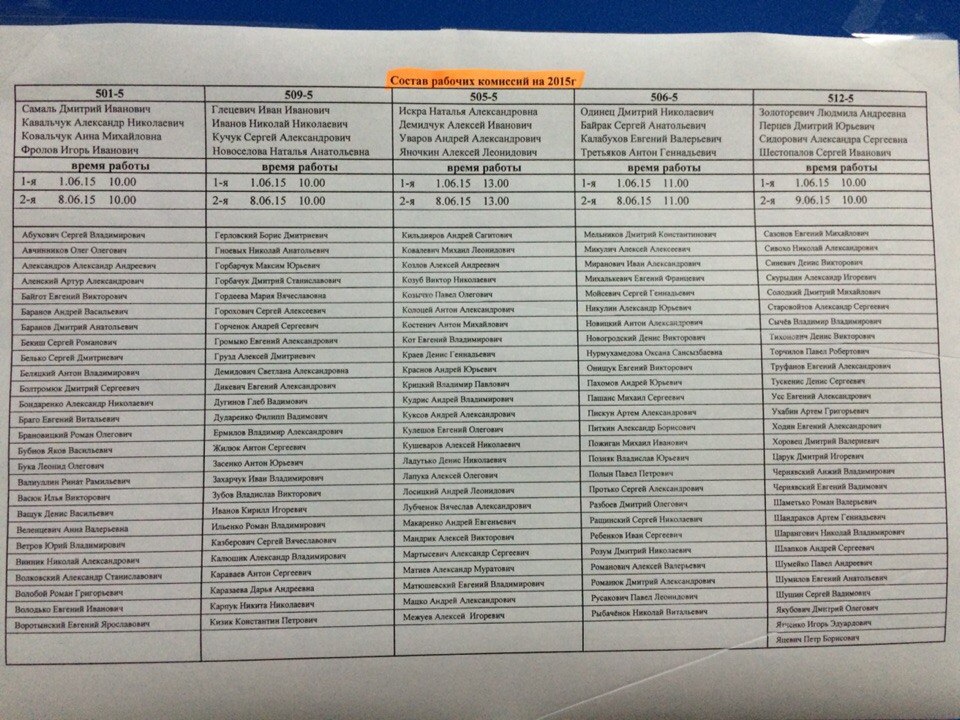 Состав рабочих комиссий на 2015г
501-5
Самаль Дмитрий Иванович
Кавальчук Александр Николаевич
Ковальчук Анна Михайловна
Фролов Игорь Иванович
время работы
1-я 1.06.15 10.00
2-я 8.06.15 10.00
Абухович Сергей Владимирович
Авчинников Олег Олегович
Александров Александр Андреевич
Аленский Артур Александрович
Байгот Евгений Викторович
Баранов Андрей Васильевич
Баранов Дмитрий Анатольевич
Бекиш Сергей Романович
Белько Сергей Дмитриевич
Беляцкий Антон Владимирович
Болтромюк Дмитрий Сергеевич
Бондаренко Александр Николаевич
Браго Евгений Витальевич
Брановицкий Роман Олегович
Бубнов Яков Васильевич
Бука Леонид Олегович
Валиуллин Ринат Рамильевич
Васюк Илья Викторович
Ващук Денис Васильевич
Веленцевич Анна Валерьевна
Ветров Юрий Владимирович
Винник Николай Андреевич
Волковский Александр Станиславович
Волобой Роман Григорьевич
Володько Евгений Иванович
Воротынский Евгений Ярославович
509-5
Глецевич Иван Иванович
Иванов Николай Николаевич
Кучук Сергей Александрович
Новоселова Наталья Анатольевна
время работы
1-я 1.06.15 10.00
2-я 8.06.15 10.00
Герловский Борис Дмитриевич
Гноевых Николай Анатольевич
Горбарчук Максим Юрьевич
Горбачук Дмитрий Станиславович
Гордеева Мария Вячеславовна
Горохович Сергей Алексеевич
Горченок Андрей Сергеевич
Громыко Евгений Александрович
Грузд Алексей Дмитриевич
Демидович Светлана Александровна
Дикевич Евгений Александрович
Дугинов Глеб Вадимович
Дударенко Филипп Вадимович
Ермилов Владимир Александрович
Жилюк Антон Сергеевич
Засенко Антон Юрьевич
Захарчук Иван Владимирович
Зубов Владислав Викторович
Иванов Кирилл Игоревич
Ильенко Роман Владимирович
Казберович Сергей Вячеславович
Калюшик Александр Владимирович
Караваев Антон Сергеевич
Каразаева Дарья Андреевна
Карпук Никита Николаевич
Кизик Константин Петрович
505-5
Искра Наталья Александровна
Демидчук Алексей Иванович
Уваров Андрей Александрович
Яночкин Алексей Леонидович
время работы
1-я 1.06.15 13.00
2-я 8.06.15 13.00
Кильдияров Андрей Сагитович
Ковалевич Михаил Леонидович
Козлов Алексей Андреевич
Козуб Виктор Николаевич
Козычко Павел Олегович
Колоцей Антон Александрович
Костенич Антон Михайлович
Кот Евгений Владимирович
Краев Денис Геннадьевич
Краснов Андрей Юрьевич
Крицкий Владимир Павлович
Кудрис Андрей Владимирович
Куксов Андрей Александрович
Кулешов Евгений Олегович
Кушеваров Алексей Николаевич
Ладутько Денис Николаевич
Лапука Алексей Олегович
Лосицкий Андрей Леонидович
Лубченок Вячеслав Александрович
Макаренко Андрей Евгеньевич
Мандрик Алексей Викторович
Мартысевич Александр Сергеевич
Матиев Александр Муратович
Матюшевский Евгений Владимирович
Мацко Андрей Александрович
Межуев Алексей Игоревич
506-5
Одинец Дмитрий Николаевич
Байрак Сергей Анатольевич
Калабухов Евгений Валерьевич
Третьяков Антон Геннадьевич
время работы
1-я 1.06.15 11.00
2-я 8.06.15 11.00
Мельников Дмитрий Константинович
Микулич Алексей Алексеевич
Миранович Иван Александрович
Михалькевич Евгений Францевич
Мойсевич Сергей Геннадьевич
Никулин Александр Юрьевич
Новицкий Антон Олегович
Новогродский Денис Викторович
Нурмухамедова Оксана Сансызбаевна
Онищук Евгений Викторович
Пахомов Андрей Юрьевич
Пашанс Михаил Сергеевич
Пискун Артем Александрович
Питкин Александр Борисович
Пожиган Михаил Иванович
Позняк Владислав Юрьевич
Полын Павел Петрович
Протько Сергей Александрович
Разбоев Дмитрий Олегович
Ращинский Сергей Николаевич
Ребенков Иван Сергеевич
Розум Дмитрий Николаевич
Романович Алексей Валерьевич
Романюк Дмитрий Александрович
Русакович Павел Леонидович
Рыбачёнок Николай Витальевич
512-5
Золоторевич Людмила Андреевна
Перцев Дмитрий Юрьевич
Сидорович Александра Сергеевна
Шестопалов Сергей Иванович
время работы
1-я 1.06.15 10.00
2-я 9.06.15 10.00
Сазонов Евгений Михайлович
Сивохо Николай Александрович
Синевич Денис Викторович
Скурыдин Александр Игоревич
Солодкий Дмитрий Михайлович
Старовойтов Александр Сергеевич
Сычёв Владимир Владимирович
Тихонович Денис Викторович
Торчилов Павел Робертович
Труфанов Евгений Александрович
Тускенис Денис Сергеевич
Усс Евгений Александрович
Ухабин Артем Григорьевич
Ходин Евгений Александрович
Хоровец Дмитрий Валериевич
Царук Дмитрий Игоревич
Чернявский Анжий Владимирович
Чернявский Евгений Вадимович
Шаметько Роман Валерьевич
Шандраков Артем Геннадьевич
Шарангович Николай Владимирович
Шлапков Андрей Сергеевич
Шумейко Павел Андреевич
Шумилов Евгений Анатольевич
Шушин Сергей Вадимович
Якубович Дмитрий Олегович
Игорь Эдуардович
Яцевич Петр Борисович